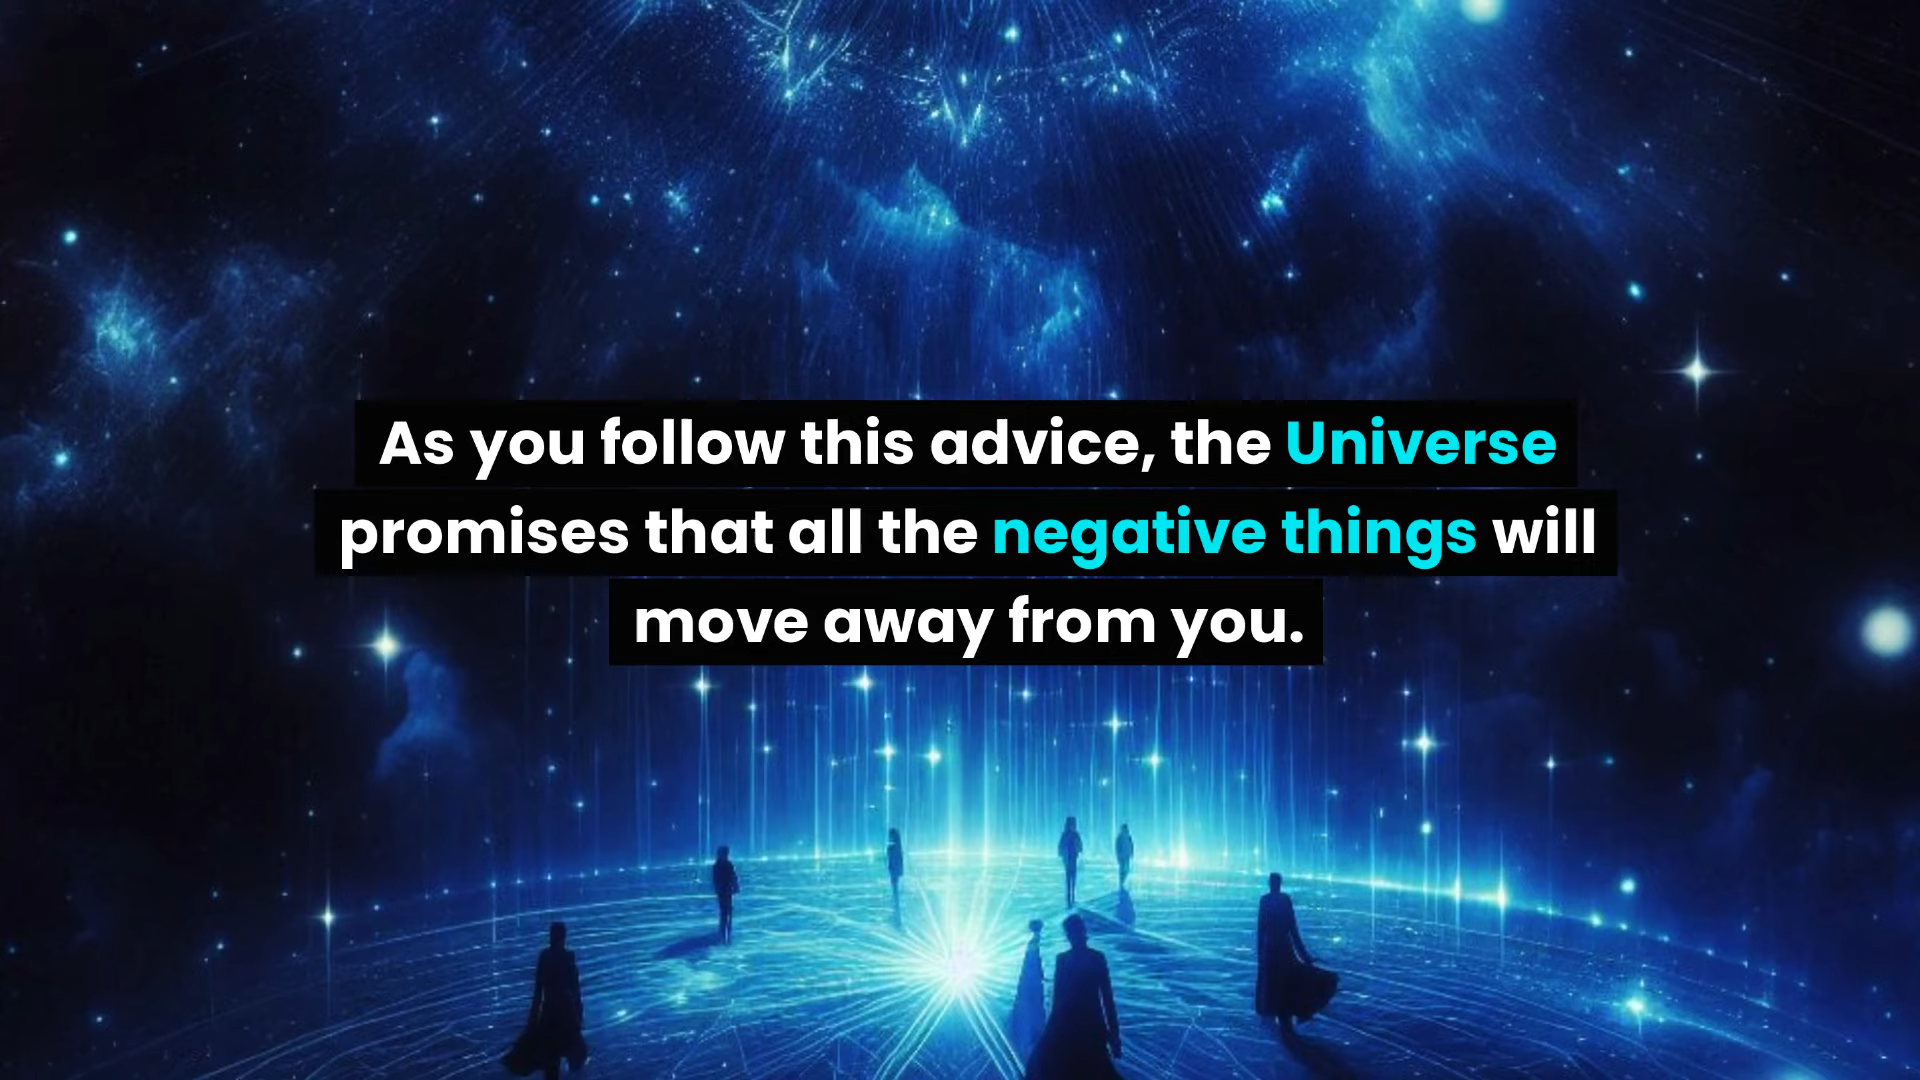 As you follow this advice, the Universe
promises that all the negative things will
move away from you.